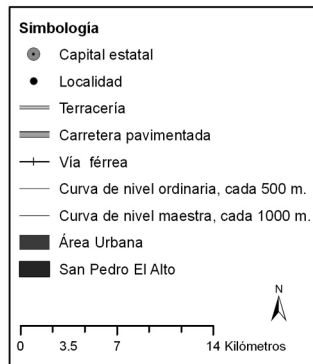 Simbología
Capital estatal
Localidad
Terracería
Carretera pavimentada
Vía férrea
Curva de nivel ordinaria, cada 500 m.
Curva de nivel maestra, cada 1000 m.
Área Urbana
San Pedro El Alto
N
0 3.5 7 14 Kilómetros